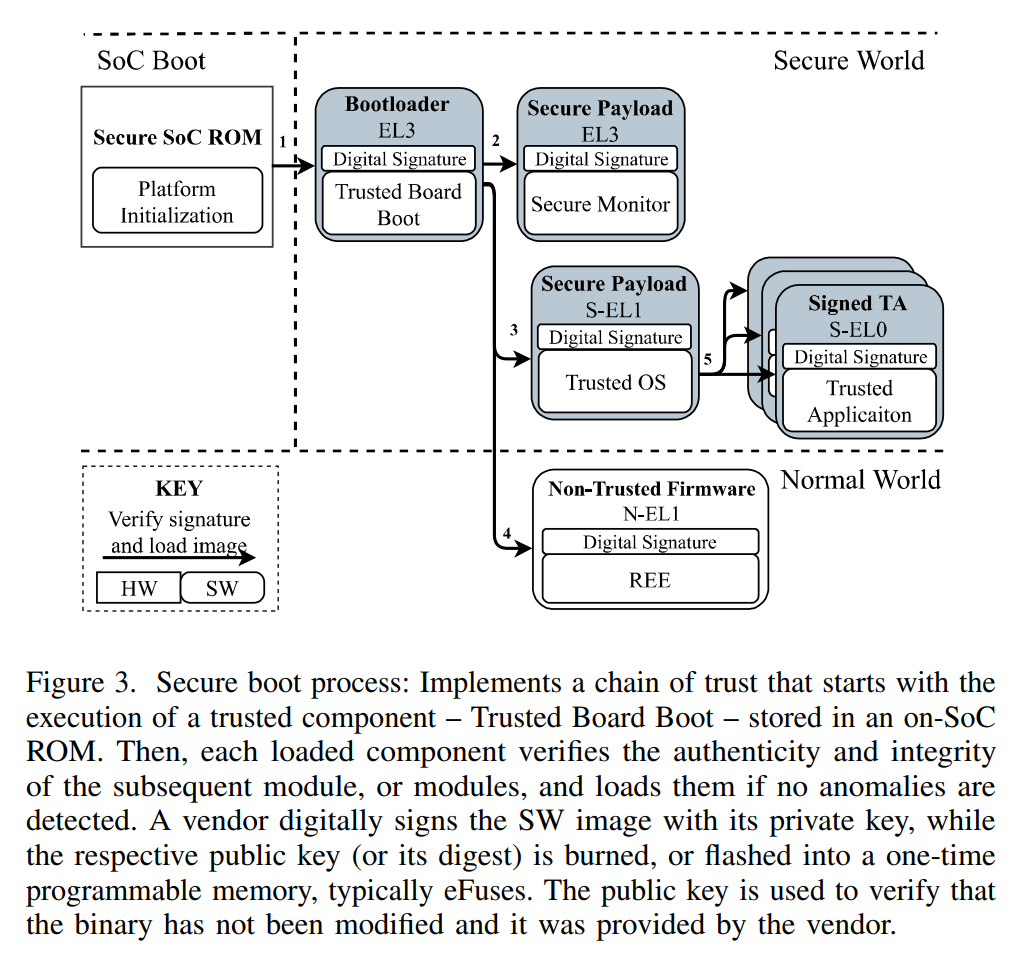 SoC Boot
Secure World
Secure SoC ROM
Platform
Initialization
1
Bootloader
EL3
Digital Signature
Trusted Board
Boot
2
Secure Payload
EL3
Digital Signature
Secure Monitor
3
Secure Payload
S-EL1
Digital Signature
Trusted OS
5
Signed TA
S-EL0
Digital Signature
Trusted
Applicaiton
Normal World
4
Non-Trusted Firmware
N-EL1
Digital Signature
REE
KEY
Verify signature
and load image
HW
SW
Figure 3. Secure boot process: Implements a chain of trust that starts with the
execution of a trusted component – Trusted Board Boot – stored in an on-SoC
ROM. Then, each loaded component verifies the authenticity and integrity
of the subsequent module, or modules, and loads them if no anomalies are
detected. A vendor digitally signs the SW image with its private key, while
the respective public key (or its digest) is burned, or flashed into a one-time
programmable memory, typically eFuses. The public key is used to verify that
the binary has not been modified and it was provided by the vendor.